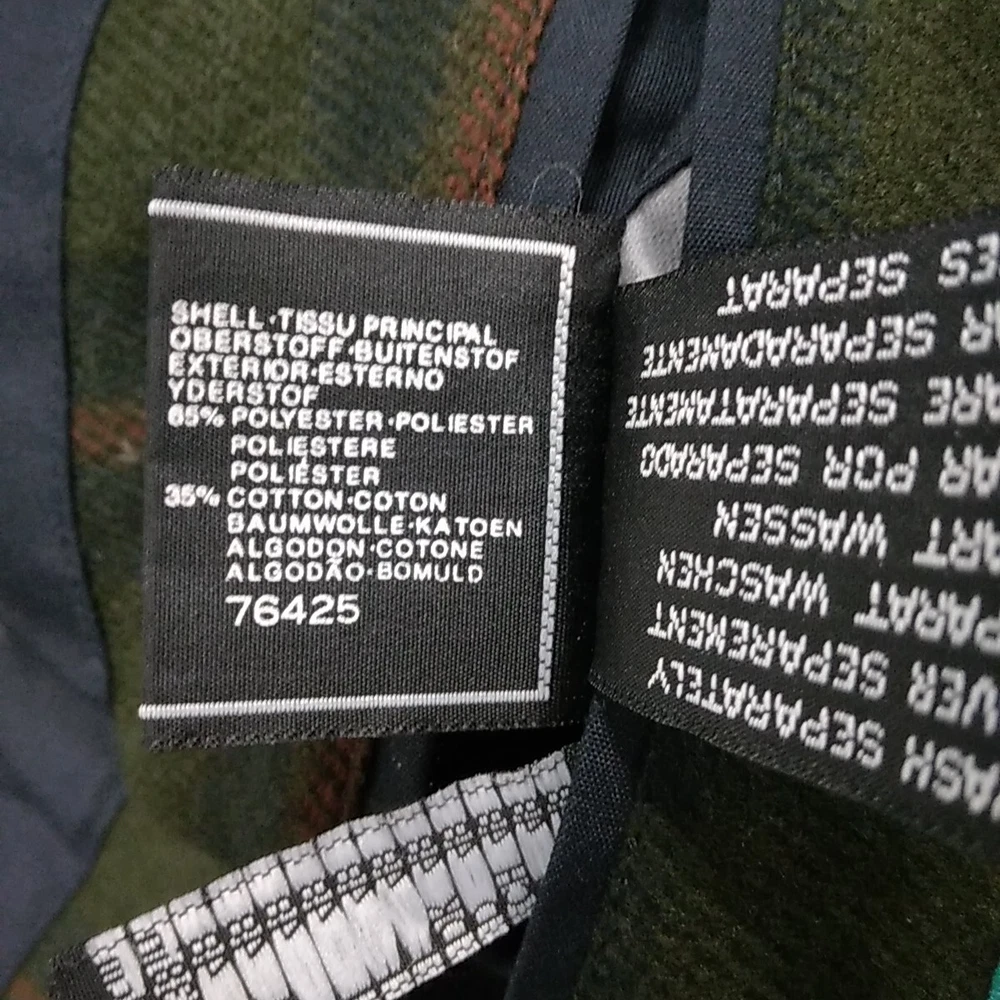 SHELL·TISSU PRINCIPAL
OBERSTOFF·BUITENSTOF
EXTERIOR·ESTERNO
YDERSTOF
65% POLYESTER·POLIESTER
POLIESTERE
POLIÉSTER
35% COTTON·COTON
BAUMWOLLE·KATOEN
ALGODON·COTONE
ALGODÃO·BOMULD
76425
SEPARATELY
SEPAREMENT
WASCHEN
WASSEN
POR SEPARADO
SEPARATAMENTE
SEPARADAMENTE
SEPARAT